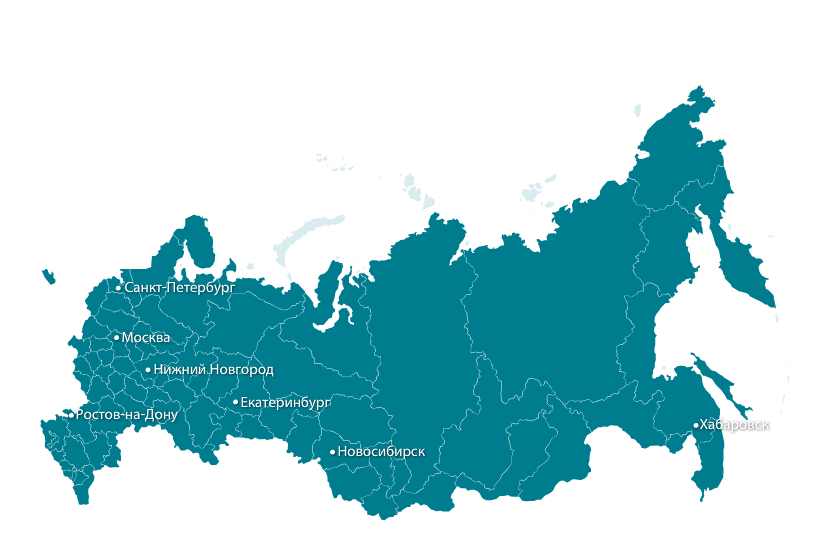 Санкт-Петербург
Москва
Нижний Новгород
Екатеринбург
Ростов-на-Дону
Хабаровск
Новосибирск